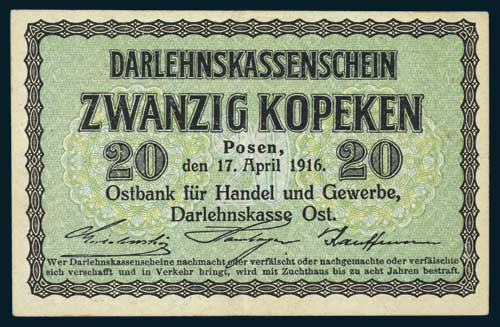 DARLEHNSKASSENSCHEIN
ZWANZIG KOPEKEN
Posen,
20 den 17. April 1916. 20
Ostbank für Handel und Gewerbe,
Darlehnskasse Ost.
Kauffmann
Wer Darlehnskassenscheine nachmacht oder verfälscht oder nachgemachte oder verfälschte
sich verschafft und in Verkehr bringt, wird mit Zuchthaus bis zu acht Jahren bestraft.